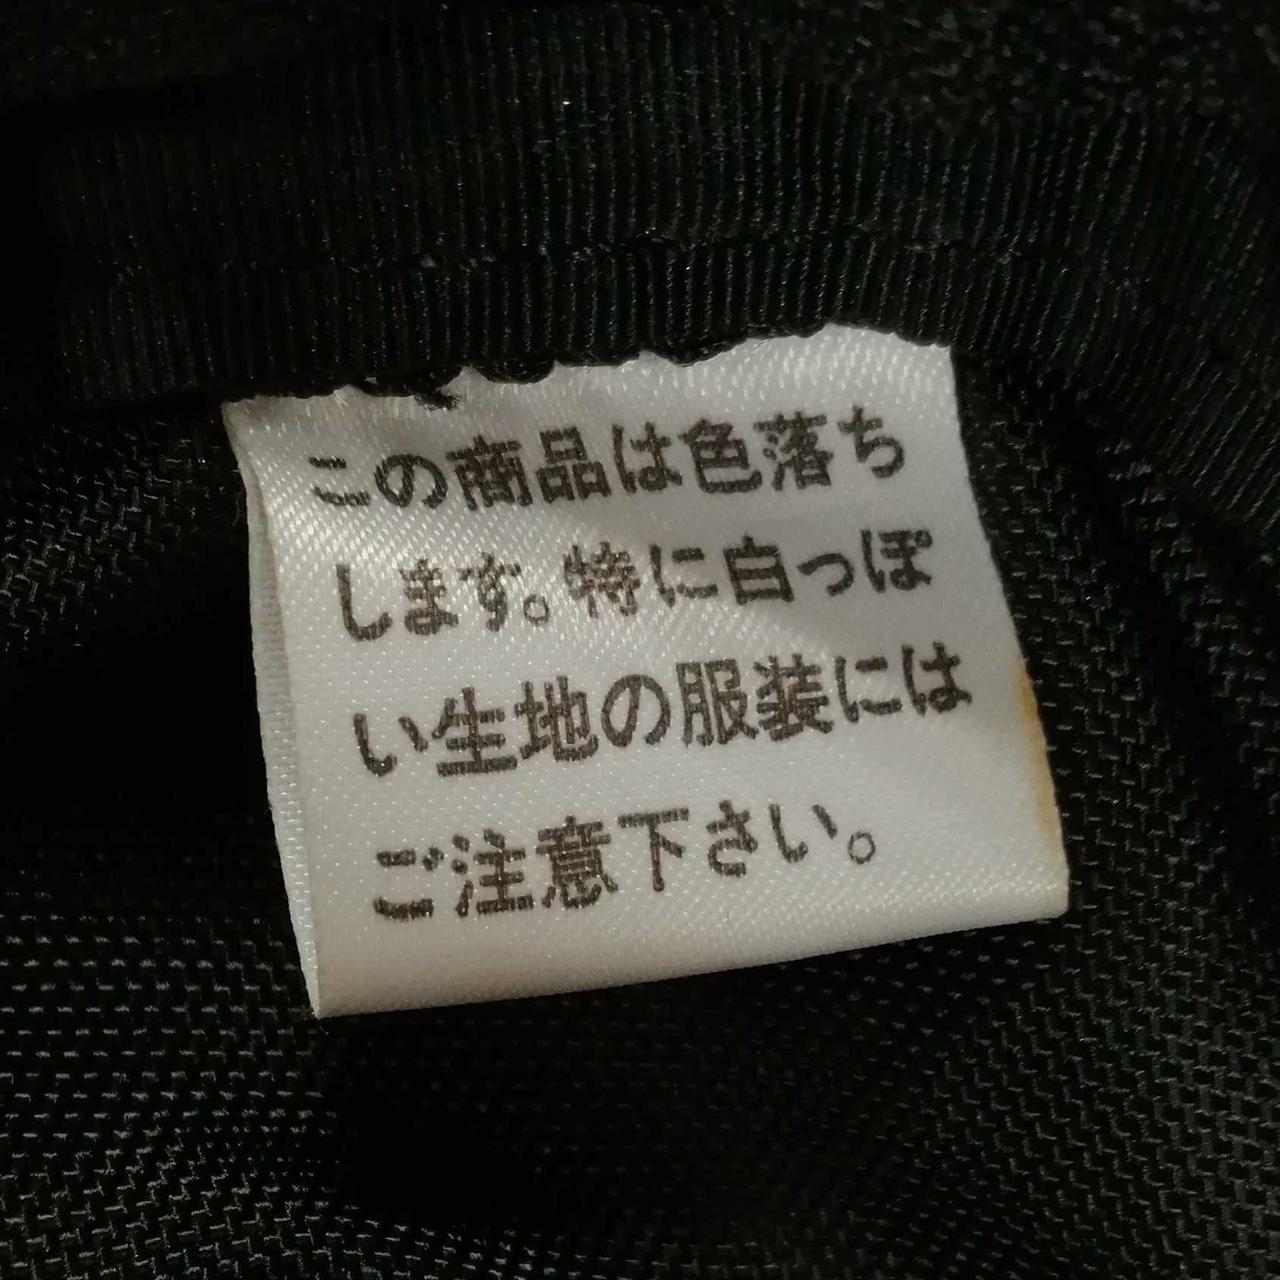 この商品は色落ち
します。特に白っぽ
い生地の服装には
ご注意下さい。